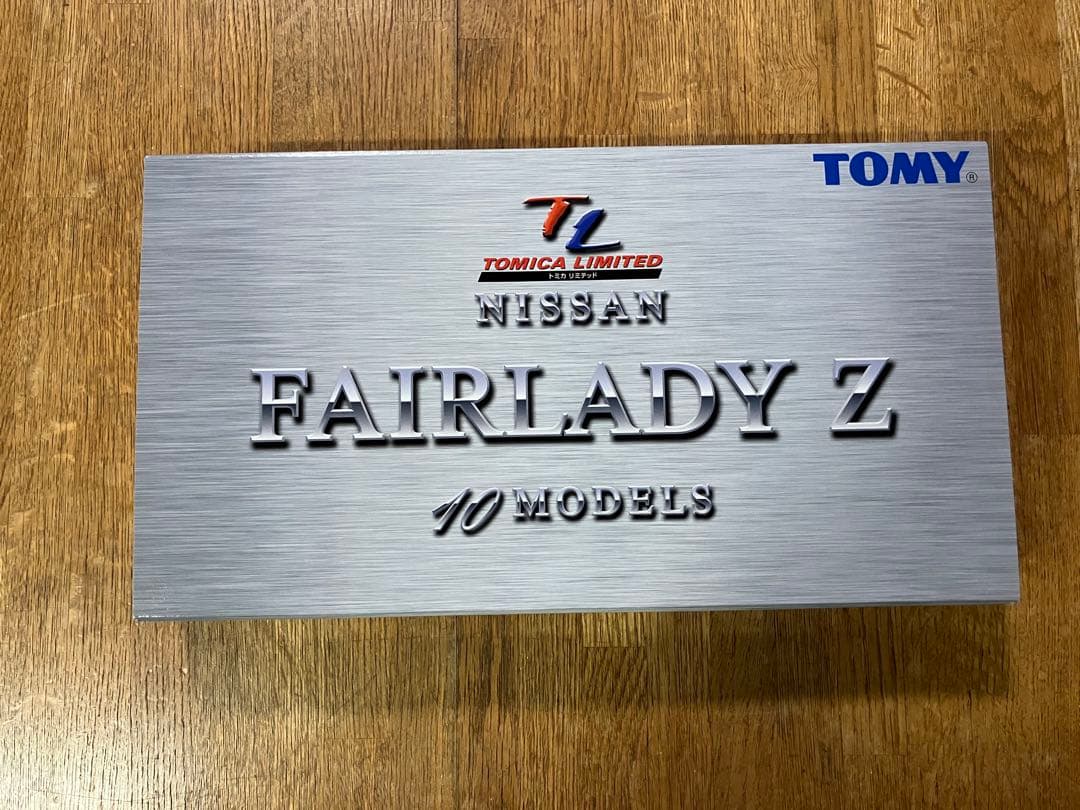 TOMY®
TL
TOMICA LIMITED
トミカ リミテッド
NISSAN
FAIRLADY Z
10 MODELS